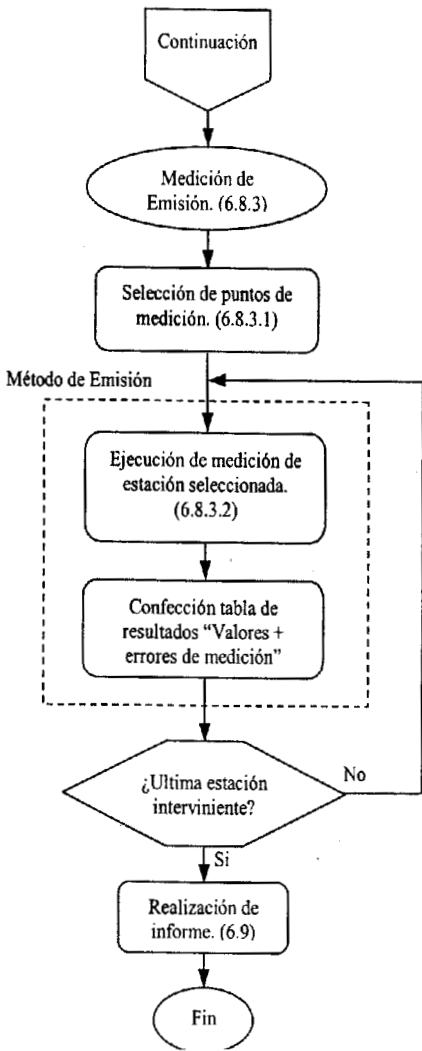 Continuación
Medición de
Emisión. (6.8.3)
Selección de puntos de
medición. (6.8.3.1)
Método de Emisión
Ejecución de medición de
estación seleccionada.
(6.8.3.2)
Confección tabla de
resultados “Valores +
errores de medición”
¿Ultima estación
interviniente?
No
Si
Realización de
informe. (6.9)
Fin